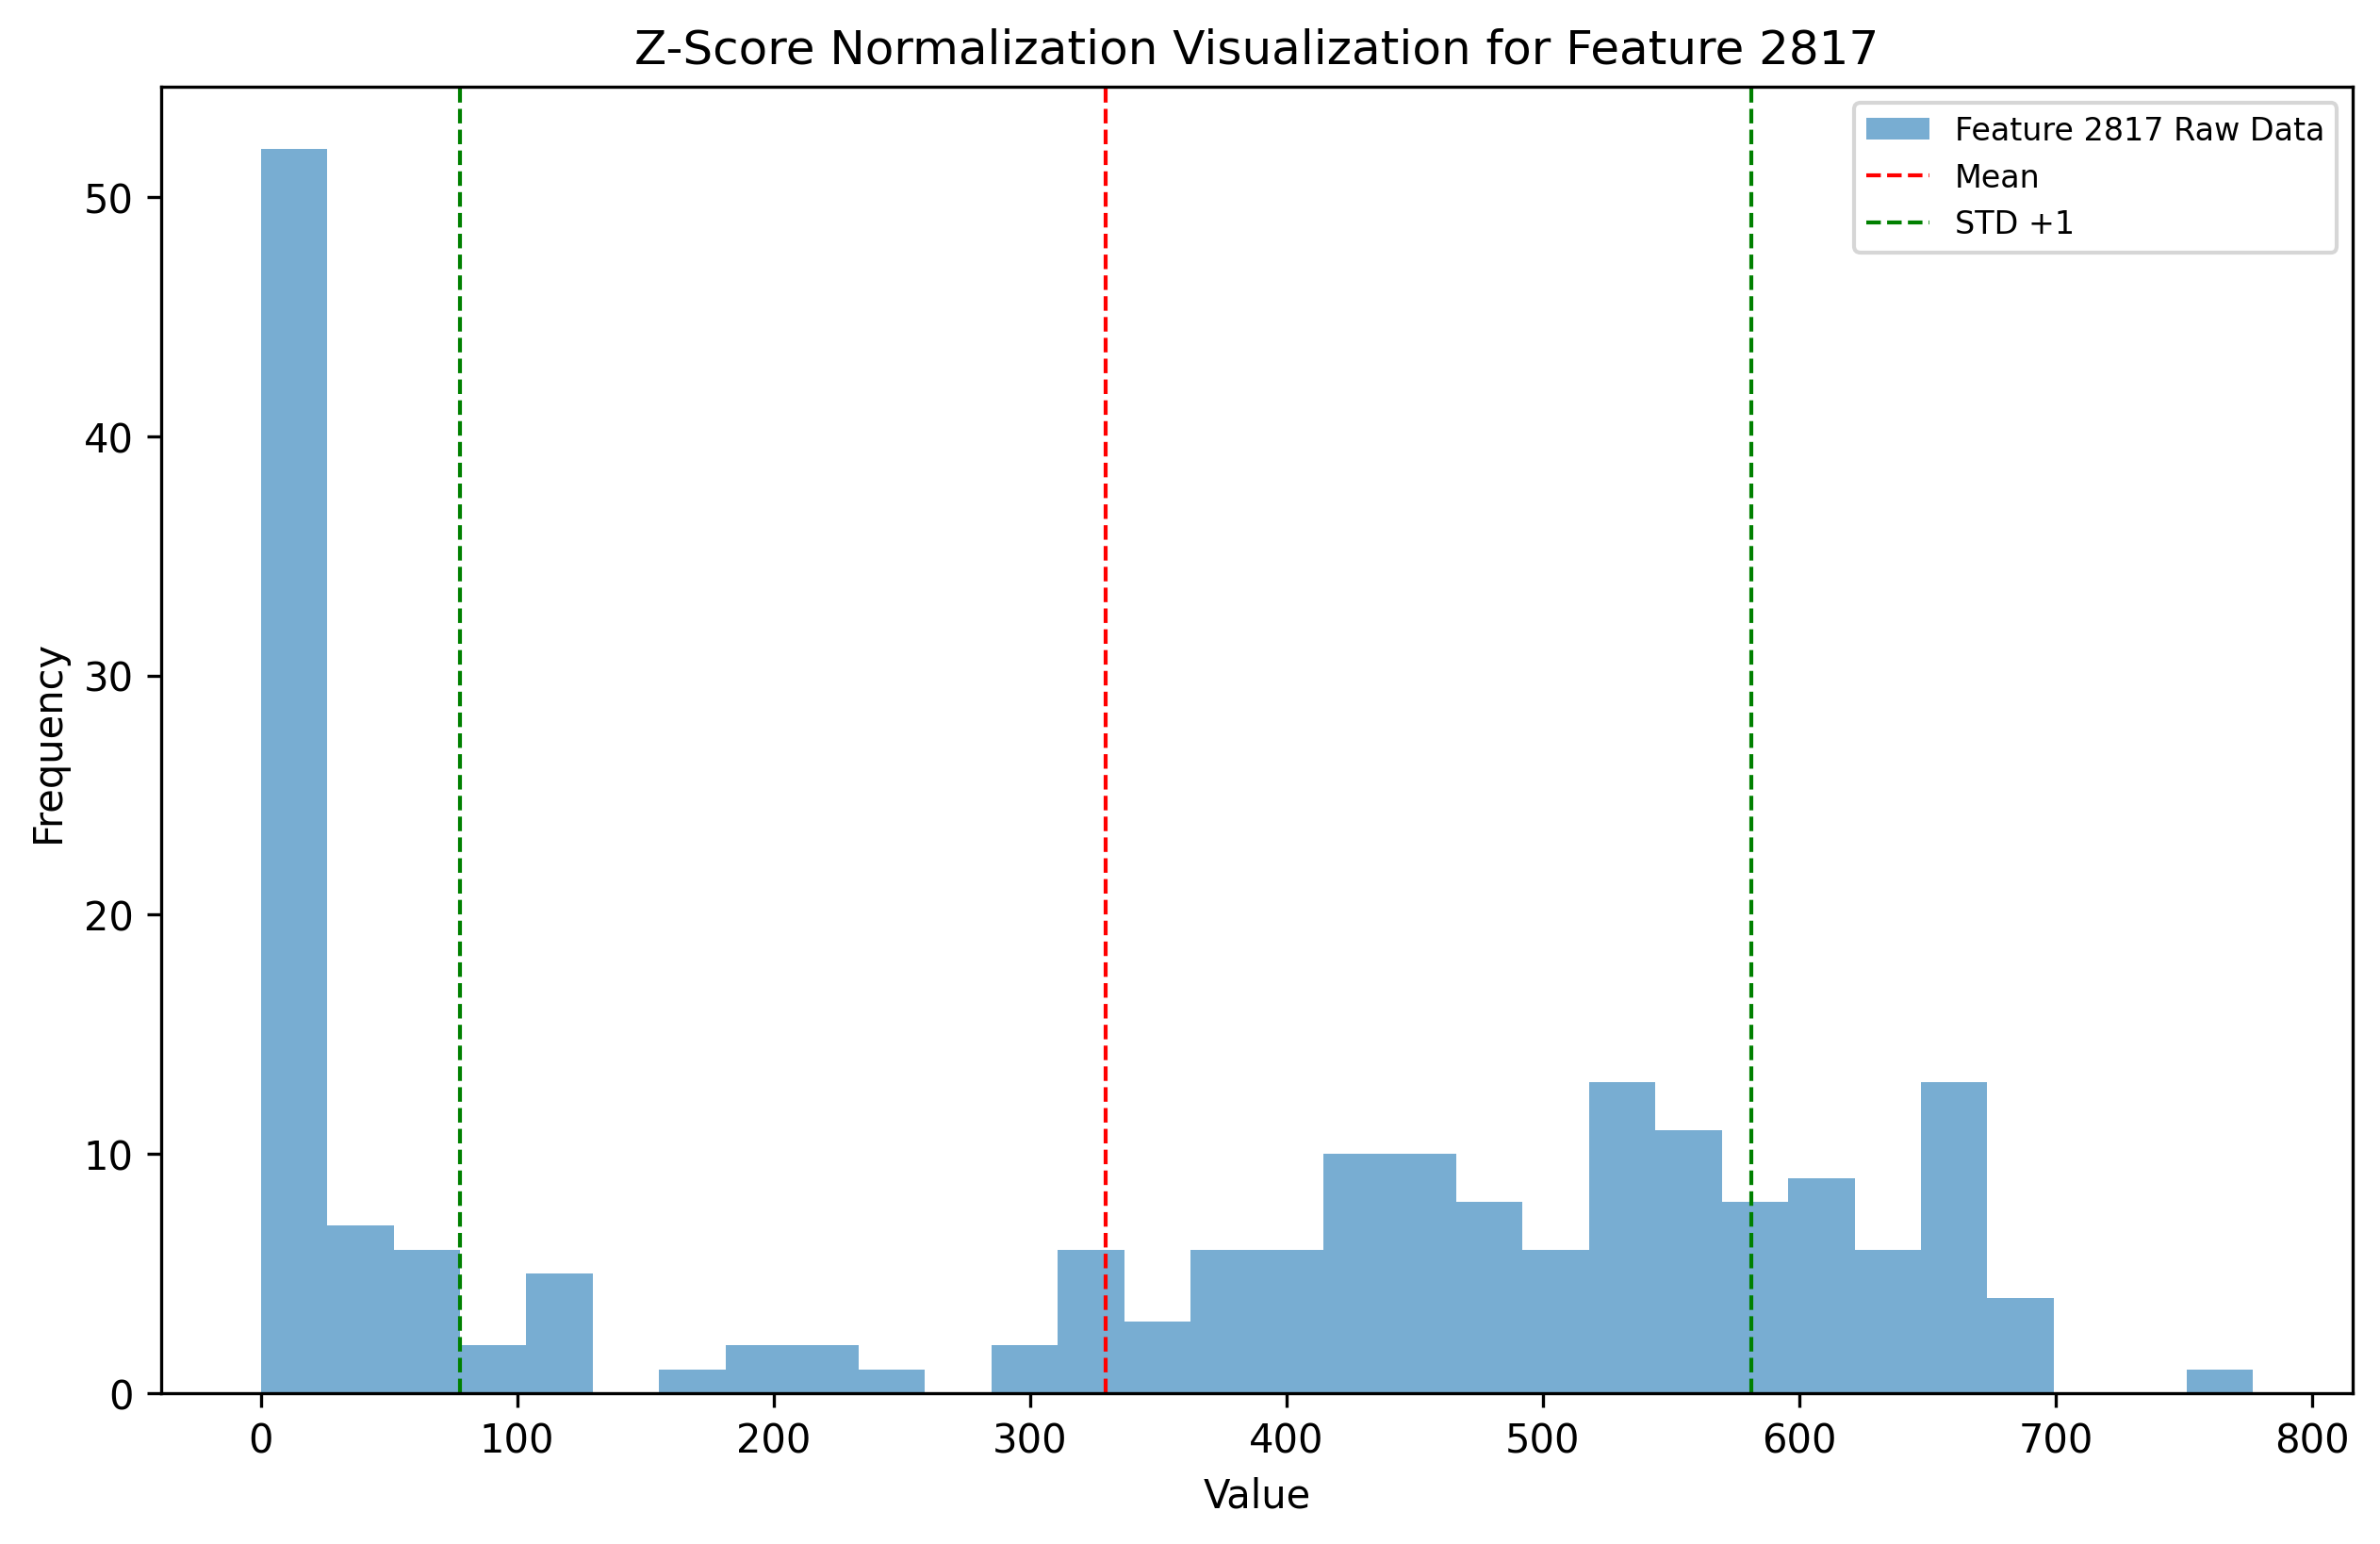 Z-Score Normalization Visualization for Feature 2817
Feature 2817 Raw Data
Mean
STD +1
50
40
30
20
10
0
Frequency
0 100 200 300 400 500 600 700 800
Value